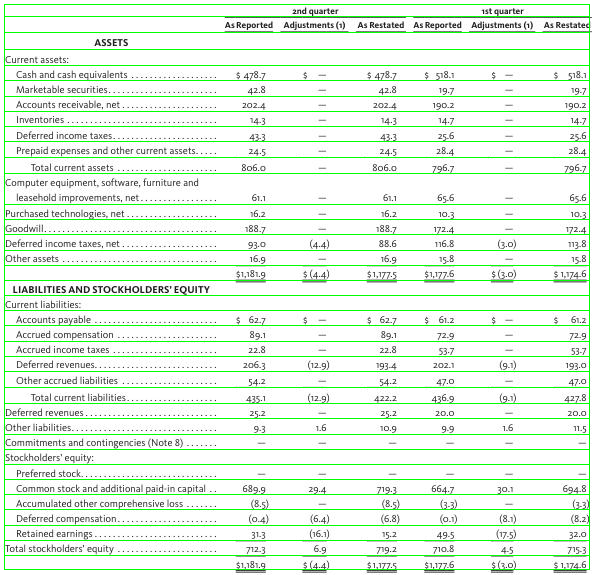 2nd quarter 1st quarter
As Reported Adjustments (1) As Restated As Reported Adjustments (1) As Restated
ASSETS
Current assets:
Cash and cash equivalents ................... $ 478.7 $ — $ 478.7 $ 518.1 $ — $ 518.1
Marketable securities........................ 42.8 — 42.8 19.7 — 19.7
Accounts receivable, net ..................... 202.4 — 202.4 190.2 — 190.2
Inventories ................................. 14.3 — 14.3 14.7 — 14.7
Deferred income taxes....................... 43.3 — 43.3 25.6 — 25.6
Prepaid expenses and other current assets..... 24.5 — 24.5 28.4 — 28.4
Total current assets ...................... 806.0 — 806.0 796.7 — 796.7
Computer equipment, software, furniture and
leasehold improvements, net................. 61.1 — 61.1 65.6 — 65.6
Purchased technologies, net .................... 16.2 — 16.2 10.3 — 10.3
Goodwill...................................... 188.7 — 188.7 172.4 — 172.4
Deferred income taxes, net ..................... 93.0 (4.4) 88.6 116.8 (3.0) 113.8
Other assets .................................. 16.9 — 16.9 15.8 — 15.8
$1,181.9 $ (4.4) $1,177.5 $1,177.6 $ (3.0) $ 1,174.6
LIABILITIES AND STOCKHOLDERS' EQUITY
Current liabilities:
Accounts payable ........................... $ 62.7 $ — $ 62.7 $ 61.2 $ — $ 61.2
Accrued compensation ....................... 89.1 — 89.1 72.9 — 72.9
Accrued income taxes ....................... 22.8 — 22.8 53.7 — 53.7
Deferred revenues........................... 206.3 (12.9) 193.4 202.1 (9.1) 193.0
Other accrued liabilities ..................... 54.2 — 54.2 47.0 — 47.0
Total current liabilities.................... 435.1 (12.9) 422.2 436.9 (9.1) 427.8
Deferred revenues............................. 25.2 — 25.2 20.0 — 20.0
Other liabilities................................ 9.3 1.6 10.9 9.9 1.6 11.5
Commitments and contingencies (Note 8) ....... — — — — — —
Stockholders' equity:
Preferred stock.............................. — — — — — —
Common stock and additional paid-in capital .. 689.9 29.4 719.3 664.7 30.1 694.8
Accumulated other comprehensive loss ....... (8.5) — (8.5) (3.3) — (3.3)
Deferred compensation...................... (0.4) (6.4) (6.8) (0.1) (8.1) (8.2)
Retained earnings........................... 31.3 (16.1) 15.2 49.5 (17.5) 32.0
Total stockholders' equity ...................... 712.3 6.9 719.2 710.8 4.5 715.3
$1,181.9 $ (4.4) $1,177.5 $1,177.6 $ (3.0) $ 1,174.6